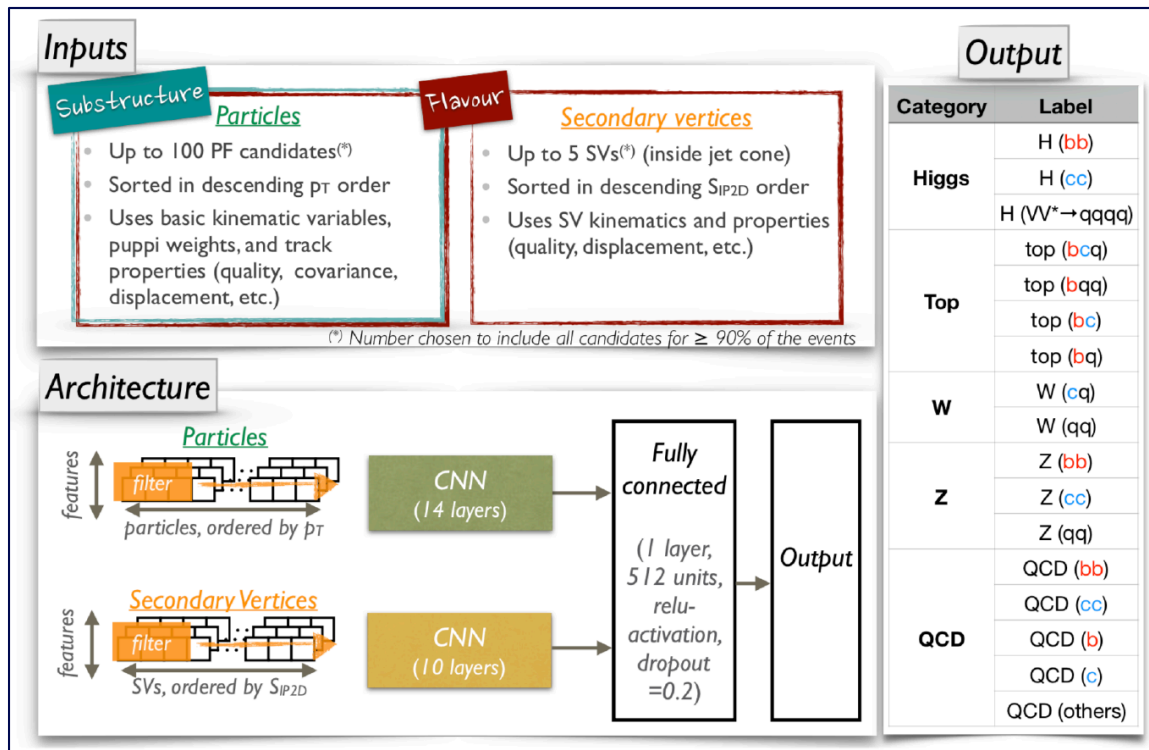 Inputs
Substructure
Particles
• Up to 100 PF candidates(*)
• Sorted in descending pT order
• Uses basic kinematic variables,
puppi weights, and track
properties (quality, covariance,
displacement, etc.)
Flavour
Secondary vertices
• Up to 5 SVs(*) (inside jet cone)
• Sorted in descending SIP2D order
• Uses SV kinematics and properties
(quality, displacement, etc.)
(*) Number chosen to include all candidates for ≥ 90% of the events
Architecture
Particles
features
filter
particles, ordered by pT
CNN
(14 layers)
Secondary Vertices
features
filter
SVs, ordered by SIP2D
CNN
(10 layers)
Fully
connected
(1 layer,
512 units,
relu-
activation,
dropout
=0.2)
Output
Output
Category Label
Higgs
H (bb)
H (cc)
H (VV*→qqqq)
Top
top (bcq)
top (bqq)
top (bc)
top (bq)
W
W (cq)
W (qq)
Z
Z (bb)
Z (cc)
Z (qq)
QCD
QCD (bb)
QCD (cc)
QCD (b)
QCD (c)
QCD (others)